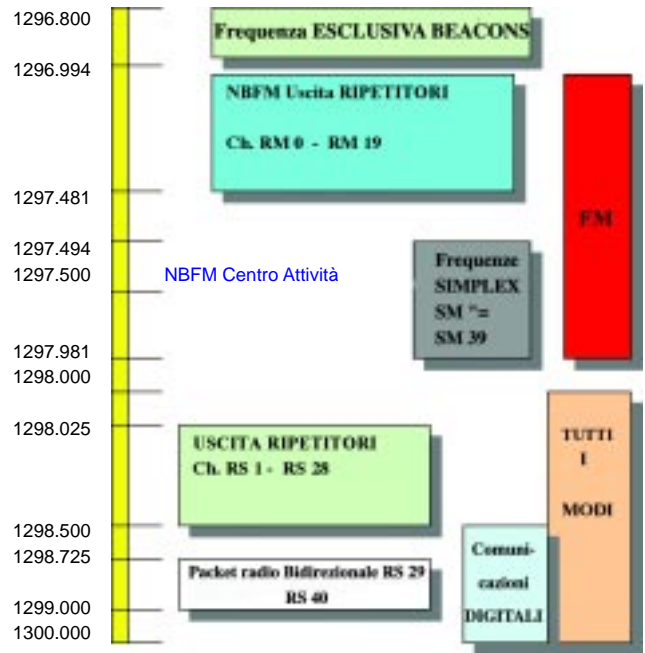 1296.800
Frequenza ESCLUSIVA BEACONS
1296.994
NBFM Uscita RIPETITORI
Ch. RM 0 - RM 19
FM
1297.481
1297.494
Frequenze
SIMPLEX
SM "=
SM 39
1297.500
NBFM Centro Attività
1297.981
1298.000
1298.025
USCITA RIPETITORI
Ch. RS 1 - RS 28
TUTTI
I
MODI
1298.500
1298.725
Comuni-
cazioni
DIGITALI
Packet radio Bidirezionale RS 29
RS 40
1299.000
1300.000